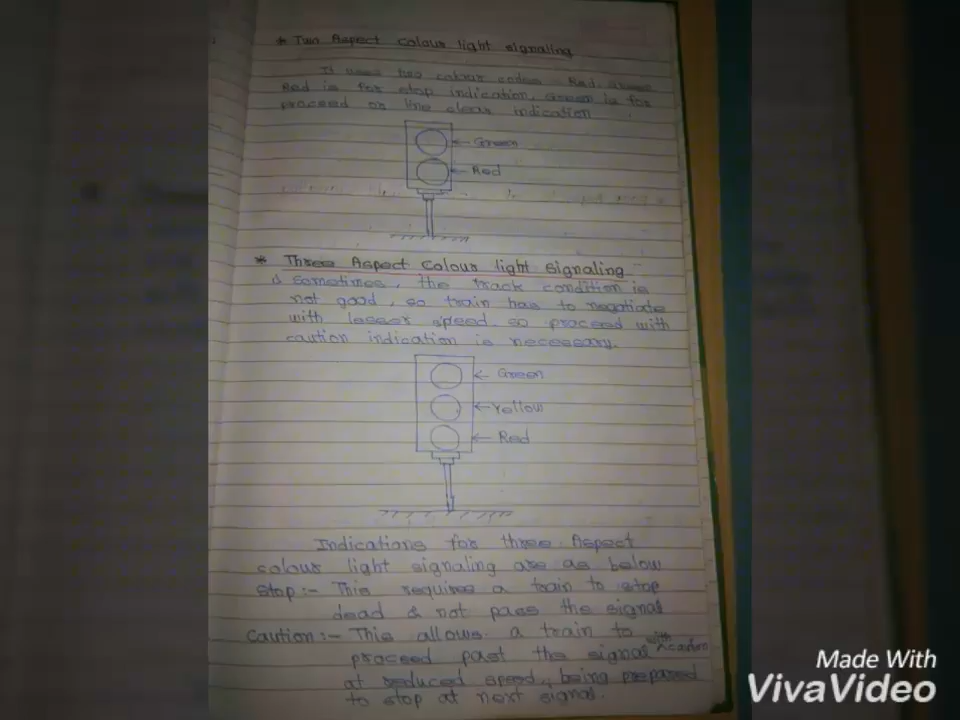 * Two Aspect colour light signaling
It uses two colour codes Red, Green
Red is for stop indication, Green is for
proceed or line clear indication
← Green
← Red
* Three Aspect colour light signaling
sometimes, the track condition is
not good, so train has to negotiate
with lesser speed. so proceed with
caution indication is necessary.
← Green
← Yellow
← Red
Indications for three Aspect
colour light signaling are as below
Stop:- This requires a train to stop
dead & not pass the signal
Caution:- This allows a train to
proceed past the signal with caution
at reduced speed, being prepared
to stop at next signal.
Made With
VivaVideo